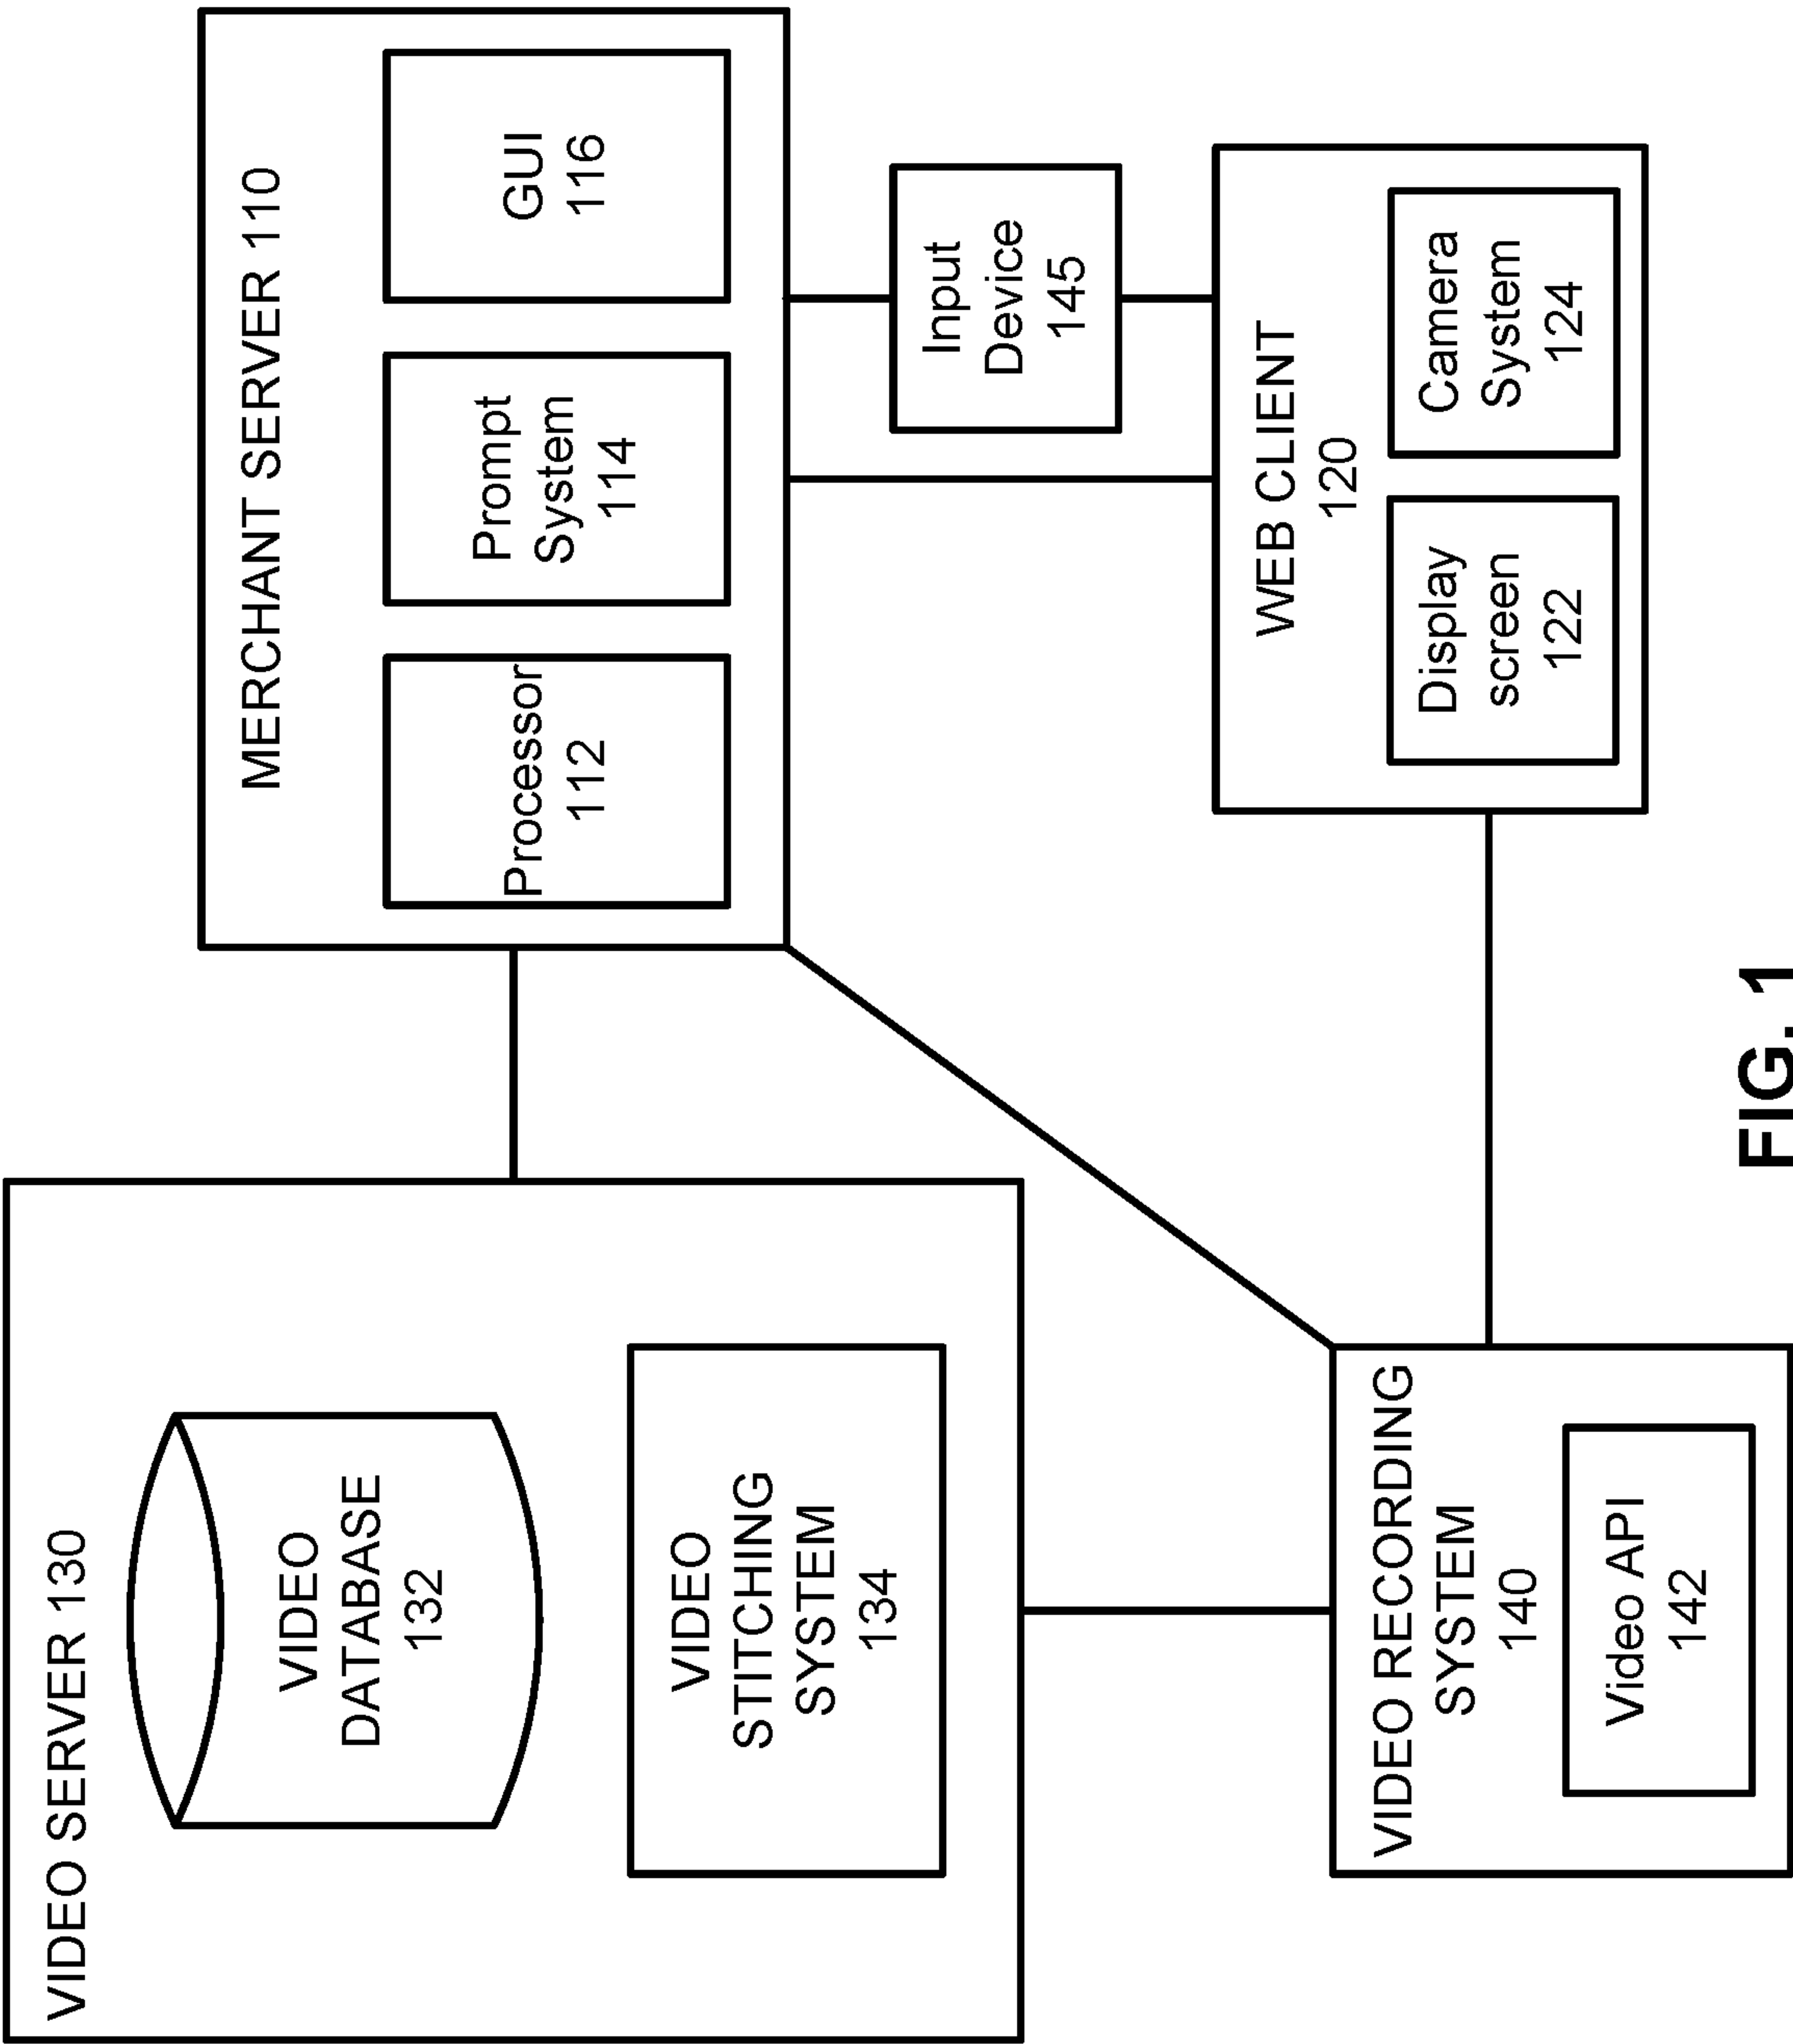 VIDEO SERVER 130
VIDEO
DATABASE
132
VIDEO
STITCHING
SYSTEM
134
MERCHANT SERVER 110
Processor
112
Prompt
System
114
GUI
116
Input
Device
145
VIDEO RECORDING
SYSTEM
140
Video API
142
WEB CLIENT
120
Display
screen
122
Camera
System
124
FIG. 1